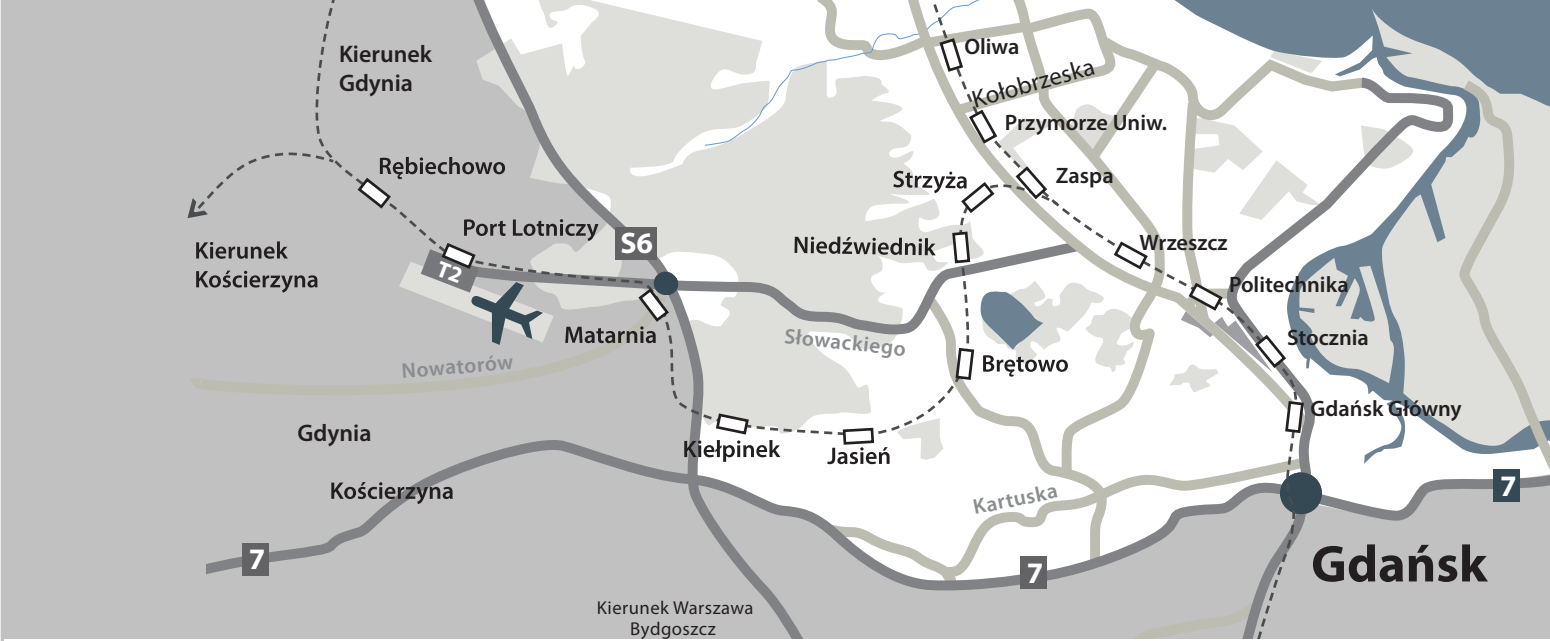 Kierunek
Gdynia
Oliwa
Kołobrzeska
Przymorze Uniw.
Rębiechowo
Strzyża
Zaspa
Port Lotniczy
S6
Niedźwiednik
Wrzeszcz
Kierunek
Kościerzyna
T2
Politechnika
Matarnia
Słowackiego
Stocznia
Nowatorów
Brętowo
Gdańsk Główny
Gdynia
Kiełpinek
Jasień
Kościerzyna
Kartuska
7
7
7
Gdańsk
Kierunek Warszawa
Bydgoszcz